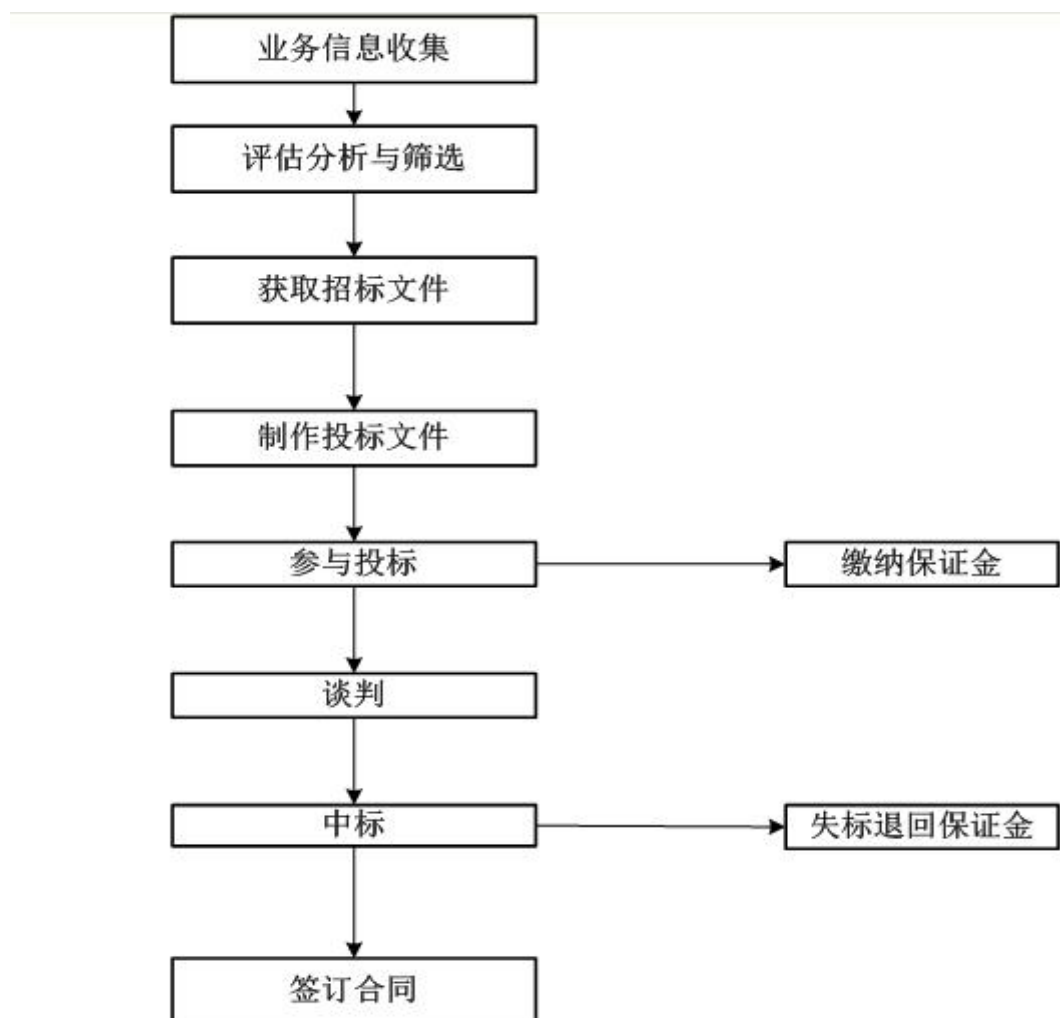 业务信息收集
评估分析与筛选
获取招标文件
制作投标文件
参与投标
缴纳保证金
谈判
中标
失标退回保证金
签订合同